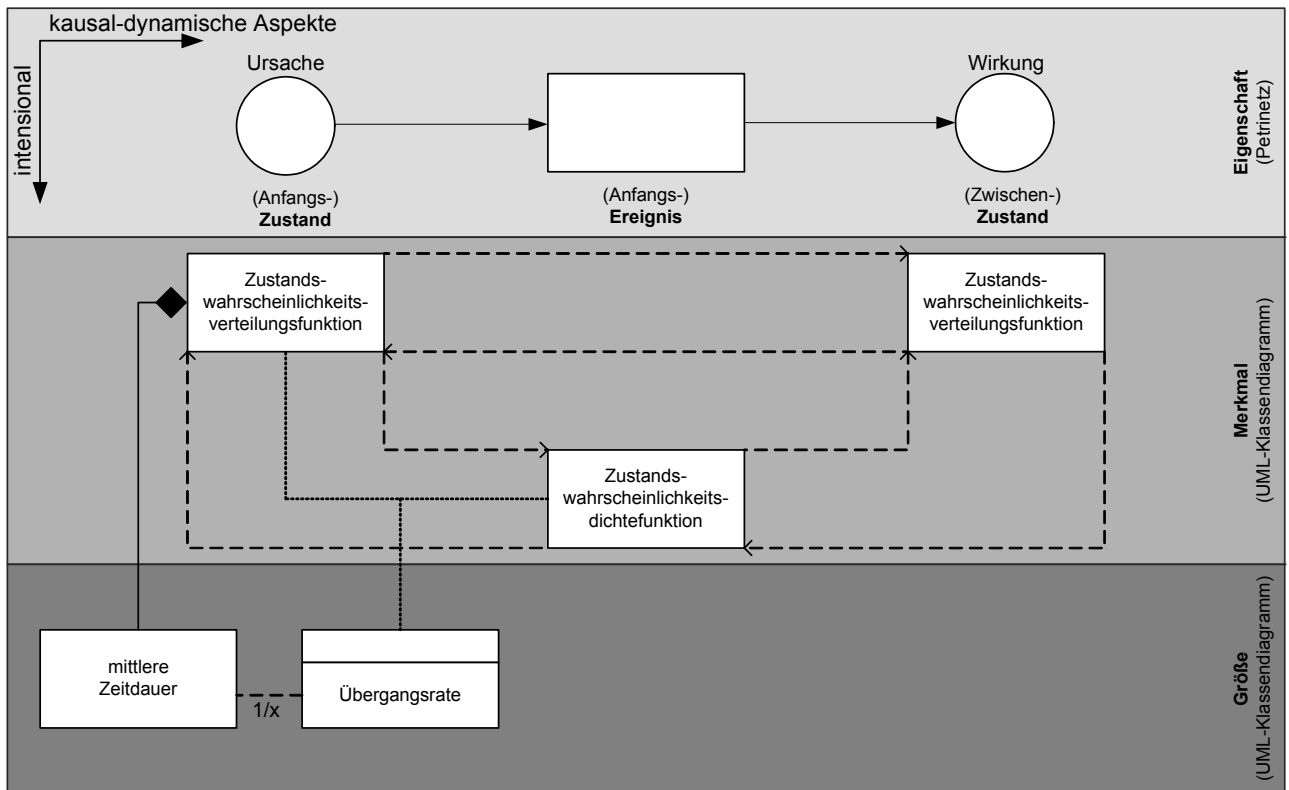 kausal-dynamische Aspekte
intensional
Ursache
Wirkung
(Anfangs-)
Zustand
(Anfangs-)
Ereignis
(Zwischen-)
Zustand
Eigenschaft
(Petrinetz)
Zustands-
wahrscheinlichkeits-
verteilungsfunktion
Zustands-
wahrscheinlichkeits-
verteilungsfunktion
Zustands-
wahrscheinlichkeits-
dichtefunktion
Merkmal
(UML-Klassendiagramm)
mittlere
Zeitdauer
1/x
Übergangsrate
Größe
(UML-Klassendiagramm)